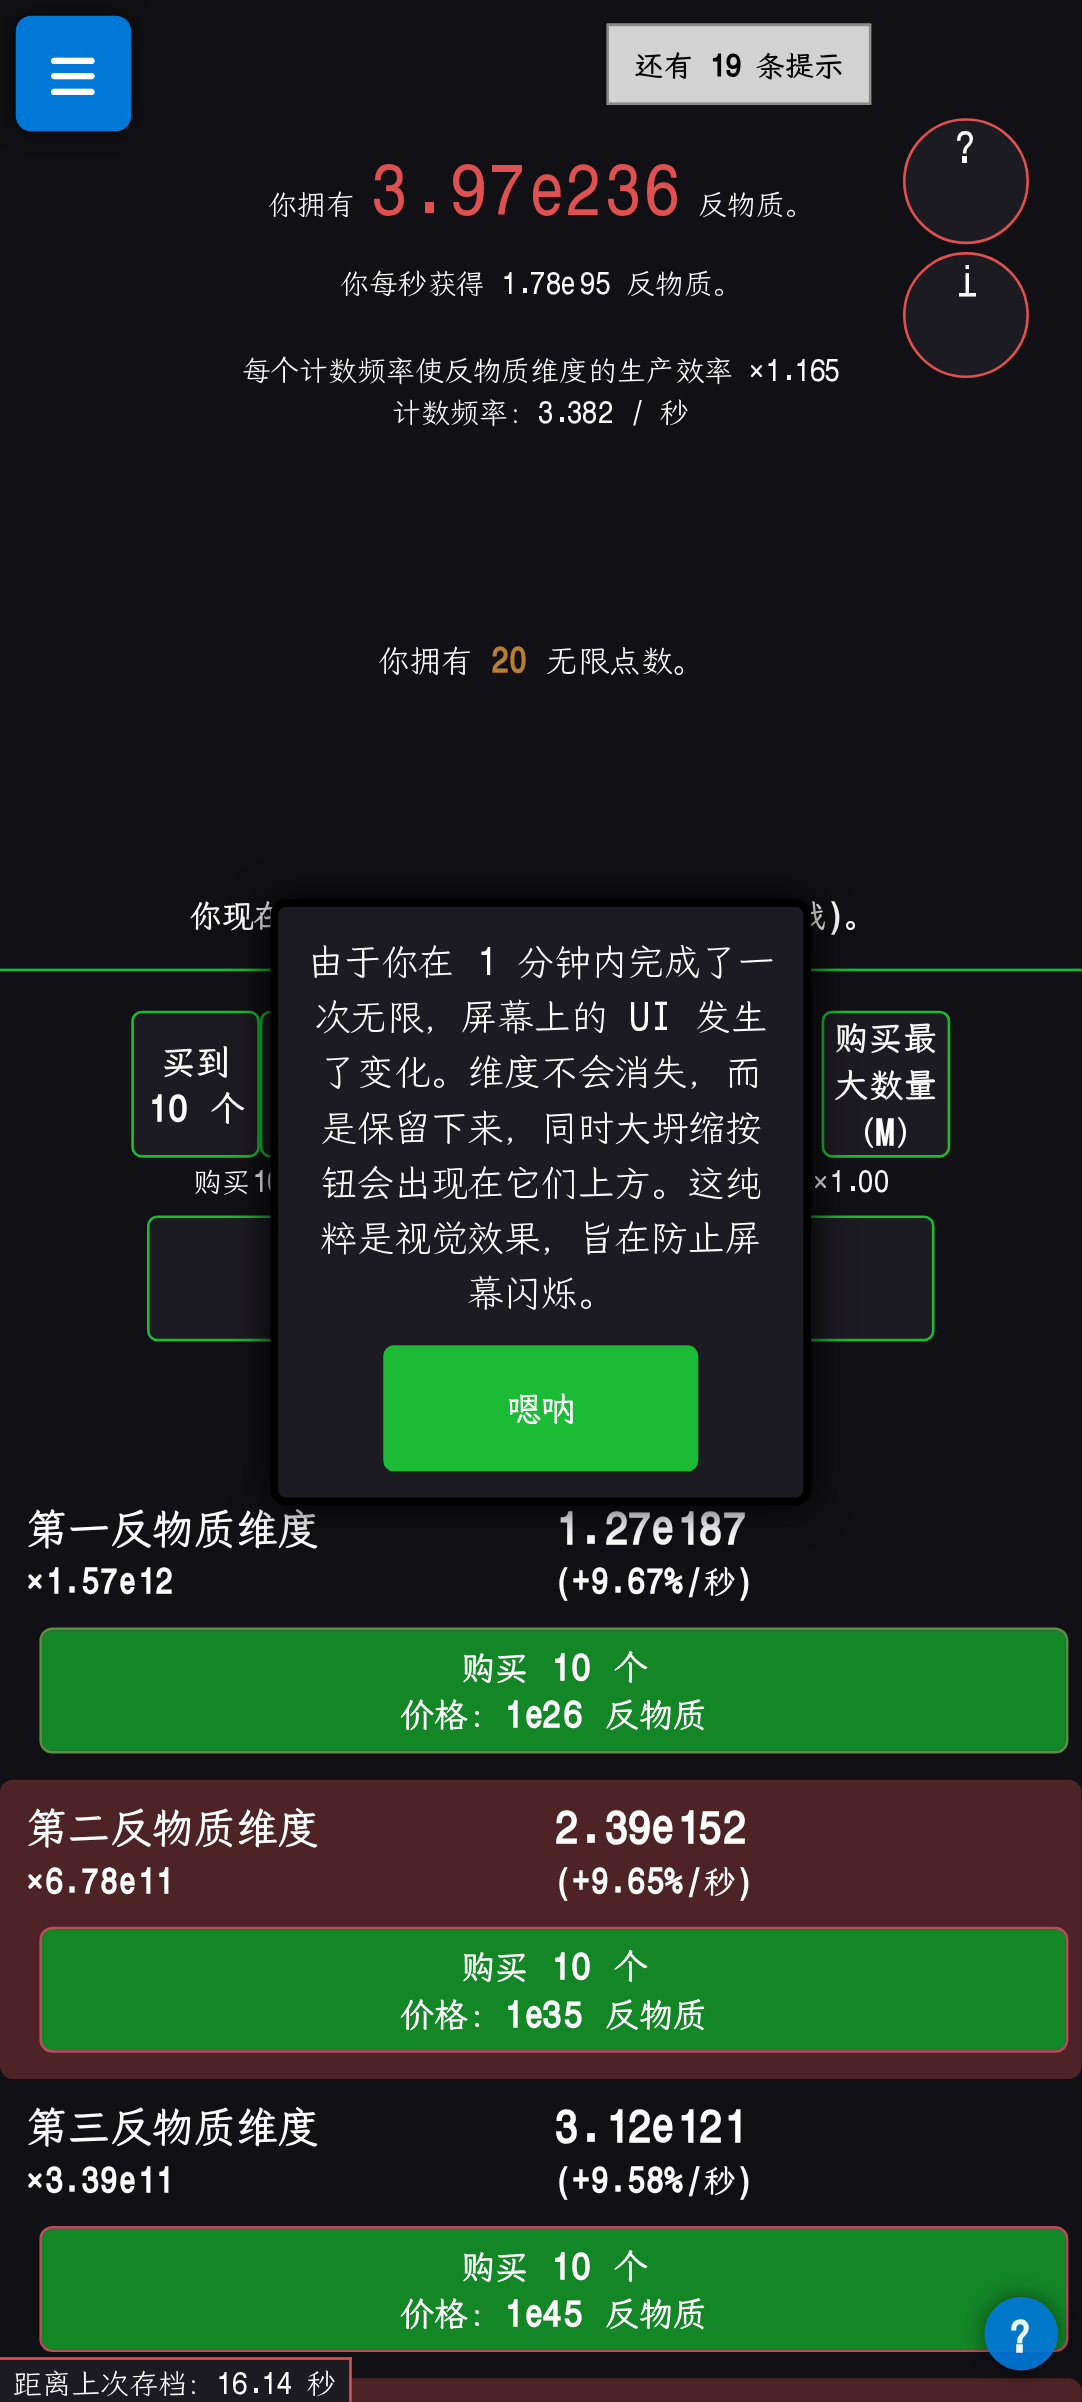 还有 19 条提示
你拥有 3.97e236 反物质。
?
你每秒获得 1.78e95 反物质。
i
每个计数频率使反物质维度的生产效率 ×1.165
计数频率: 3.382 / 秒
你拥有 20 无限点数。
你现在
戏)。
由于你在 1 分钟内完成了一
次无限, 屏幕上的 UI 发生
了变化。维度不会消失, 而
是保留下来, 同时大坍缩按
钮会出现在它们上方。这纯
粹是视觉效果, 旨在防止屏
幕闪烁。
嗯呐
买到
10 个
购买最
大数量
(M)
购买10
×1.00
第一反物质维度
1.27e187
×1.57e12
(+9.67%/秒)
购买 10 个
价格: 1e26 反物质
第二反物质维度
2.39e152
×6.78e11
(+9.65%/秒)
购买 10 个
价格: 1e35 反物质
第三反物质维度
3.12e121
×3.39e11
(+9.58%/秒)
购买 10 个
价格: 1e45 反物质
?
距离上次存档: 16.14 秒